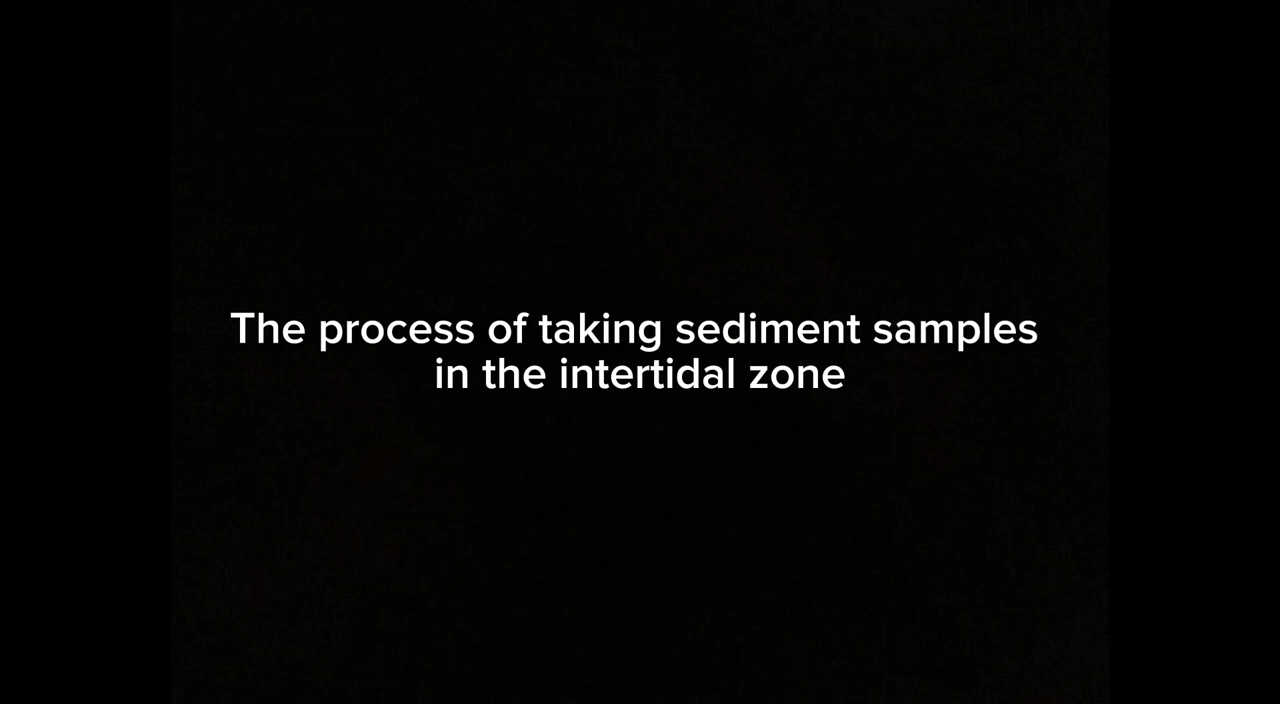 The process of taking sediment samples
in the intertidal zone